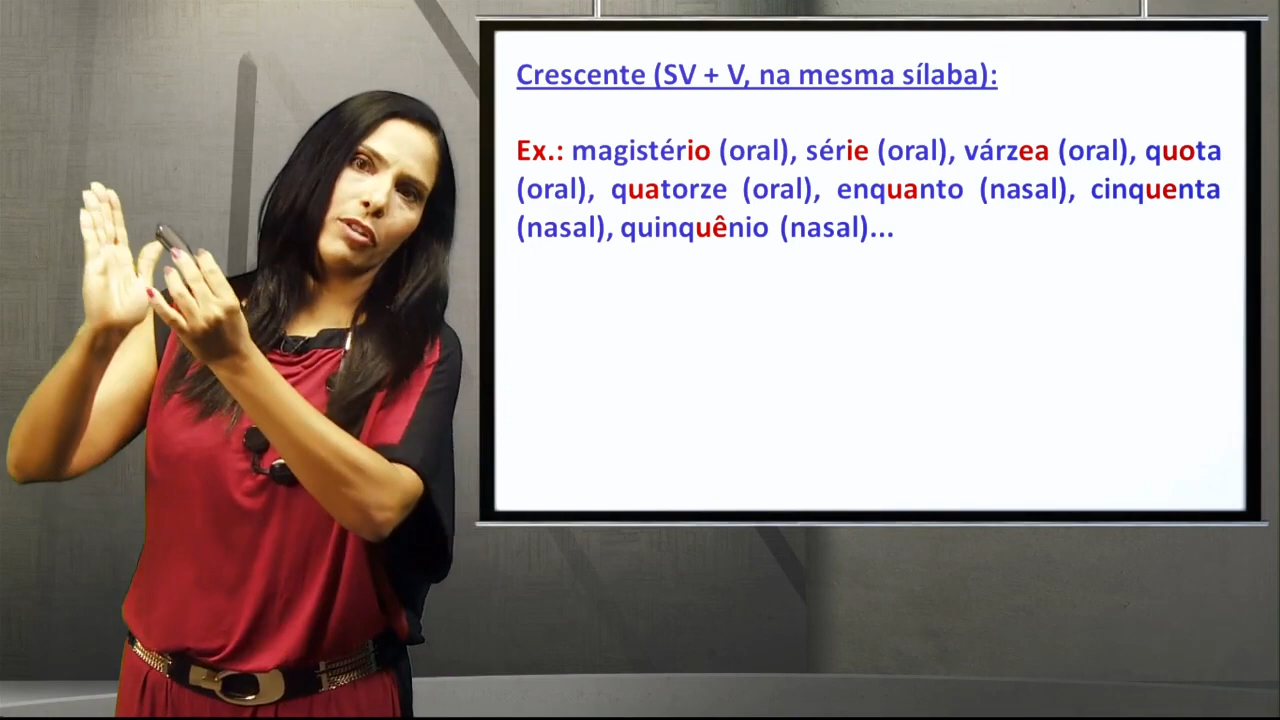 Crescente (SV + V, na mesma sílaba):
Ex.: magistério (oral), série (oral), várzea (oral), quota
(oral), quatorze (oral), enquanto (nasal), cinquenta
(nasal), quinquênio (nasal)...